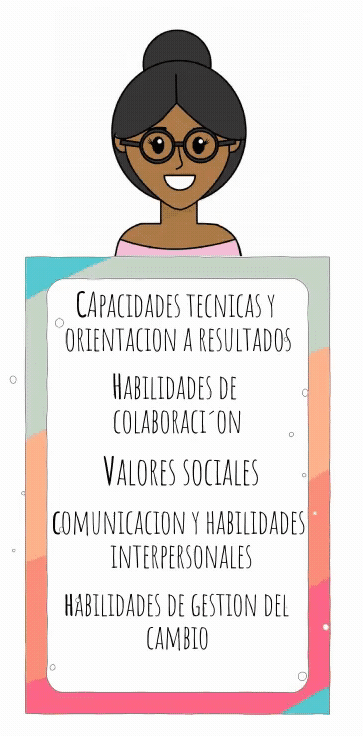 CApacidades tecnicas y
orientacion a resultados
Habilidades de
colaboraci´on
Valores sociales
Comunicacion y habilidades
interpersonales
Habilidades de gestion del
cambio